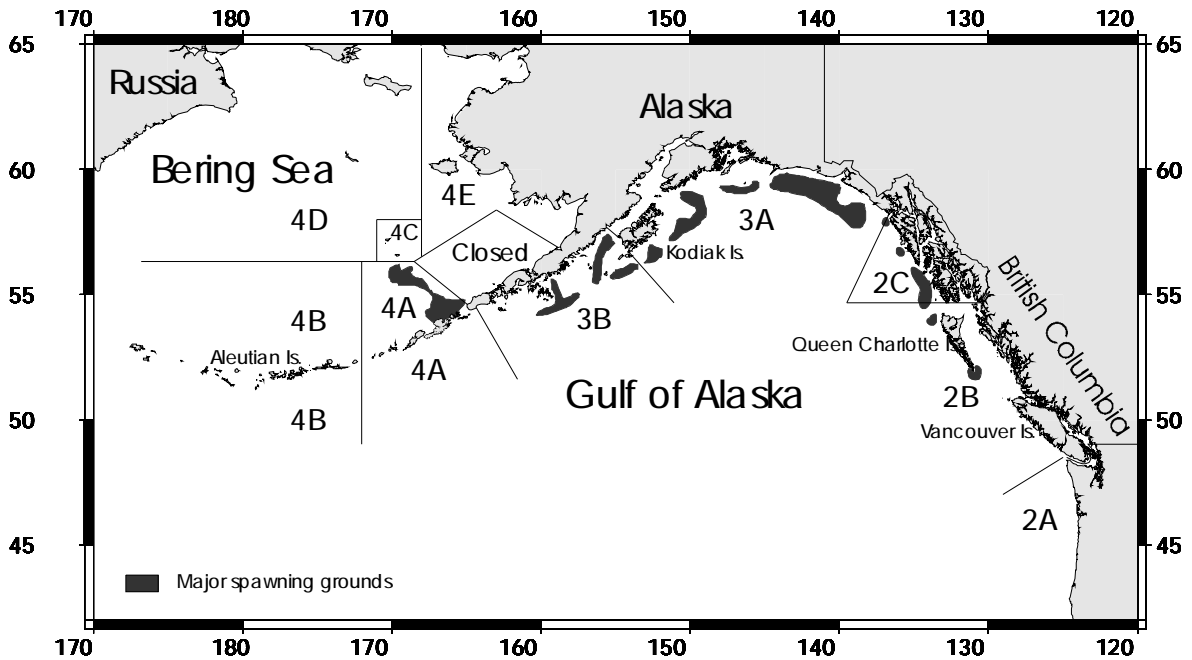 170 180 170 160 150 140 130 120
65 65
Russia
Alaska
Bering Sea
60 60
4E
4D
3A
4C
Closed
Kodiak Is.
2C
British Columbia
55 55
4A
4B
3B
Queen Charlotte Is.
Aleutian Is.
4A
Gulf of Alaska
2B
50 50
4B
Vancouver Is.
2A
45 45
Major spawning grounds
170 180 170 160 150 140 130 120